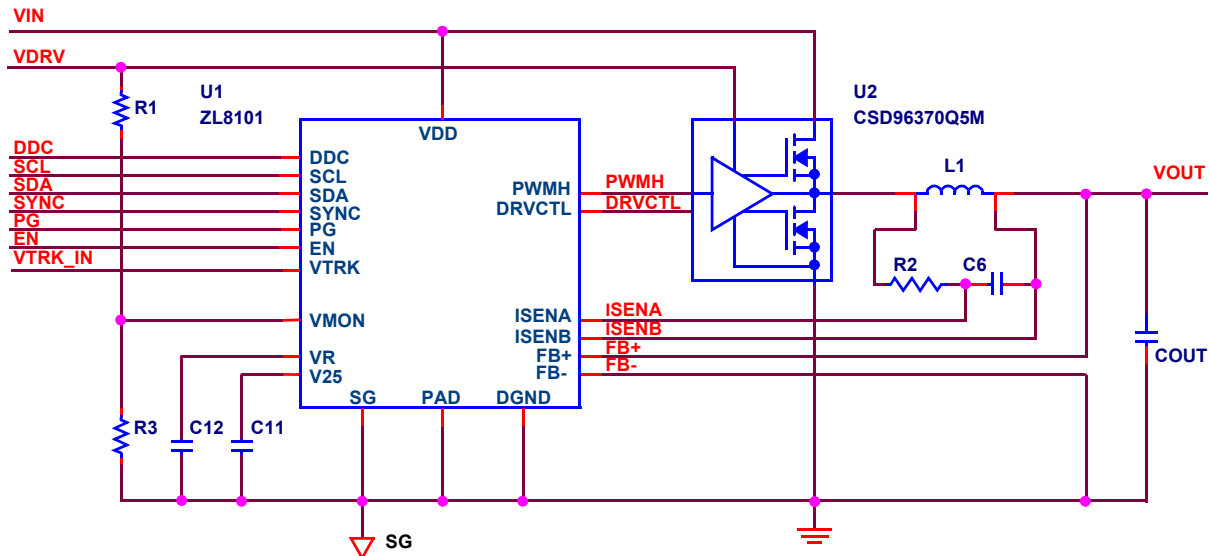 VIN
VDRV
U1
ZL8101
U2
CSD96370Q5M
R1
VDD
L1
VOUT
DDC
SCL
SDA
SYNC
PG
EN
VTRK_IN
DDC
SCL
SDA
SYNC
PG
EN
VTRK
VMON
VR
V25
PWMH
DRVCTL
PWMH
DRVCTL
R2
C6
ISENA
ISENB
FB+
FB-
ISENA
ISENB
FB+
FB-
COUT
SG
PAD
DGND
R3
C12
C11
SG